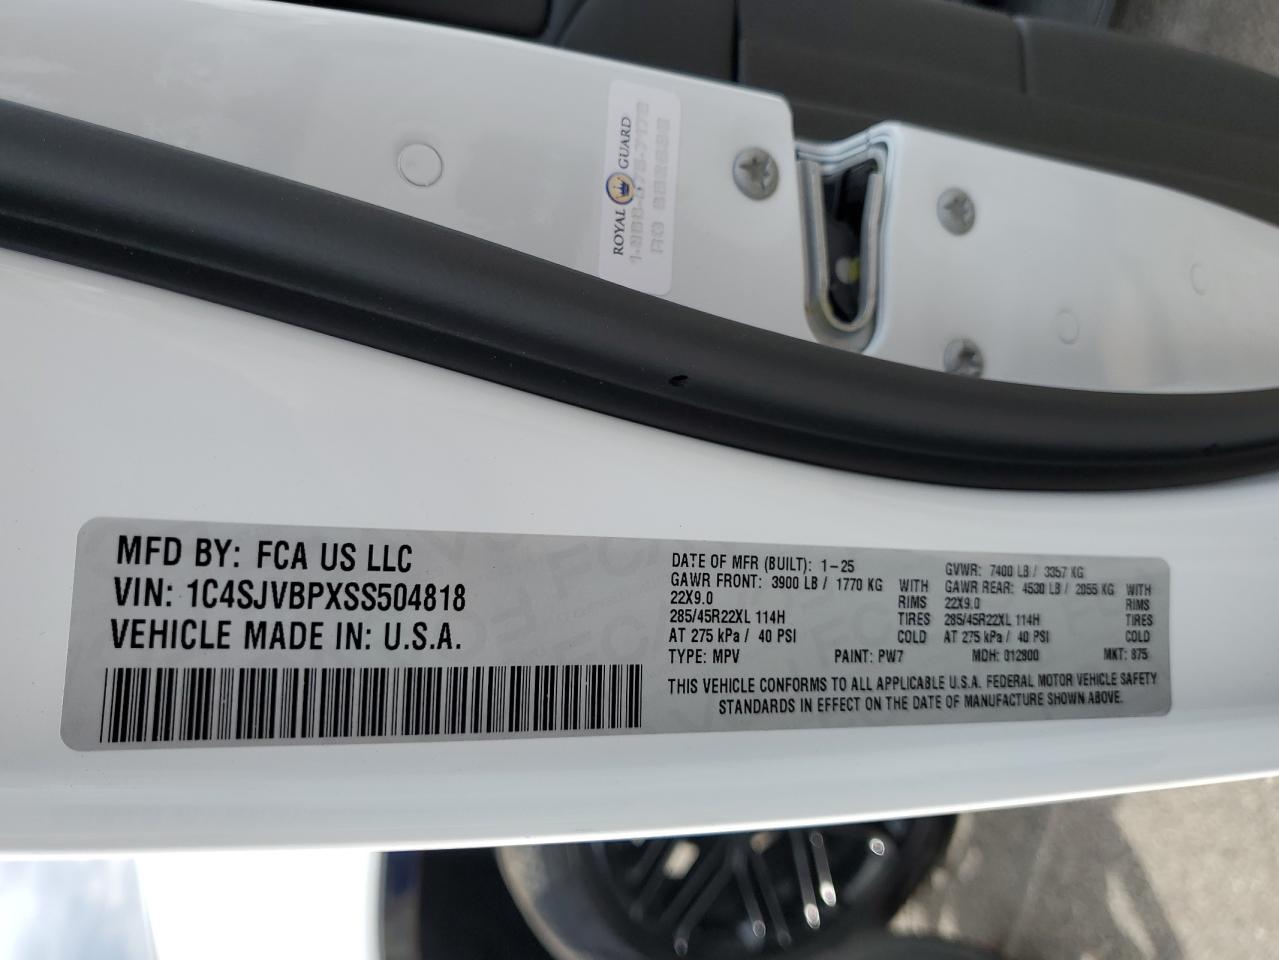 ROYAL GUARD
MFD BY: FCA US LLC
VIN: 1C4SJVBPXSS504818
VEHICLE MADE IN: U.S.A.
DATE OF MFR (BUILT): 1-25 GVWR: 7400 LB / 3357 KG
GAWR FRONT: 3900 LB / 1770 KG WITH GAWR REAR: 4530 LB / 2055 KG WITH
22X9.0 RIMS 22X9.0 RIMS
285/45R22XL 114H TIRES 285/45R22XL 114H TIRES
AT 275 kPa / 40 PSI COLD AT 275 kPa / 40 PSI COLD
TYPE: MPV PAINT: PW7 MDH: 012800 MKT: 875
THIS VEHICLE CONFORMS TO ALL APPLICABLE U.S.A. FEDERAL MOTOR VEHICLE SAFETY
STANDARDS IN EFFECT ON THE DATE OF MANUFACTURE SHOWN ABOVE.